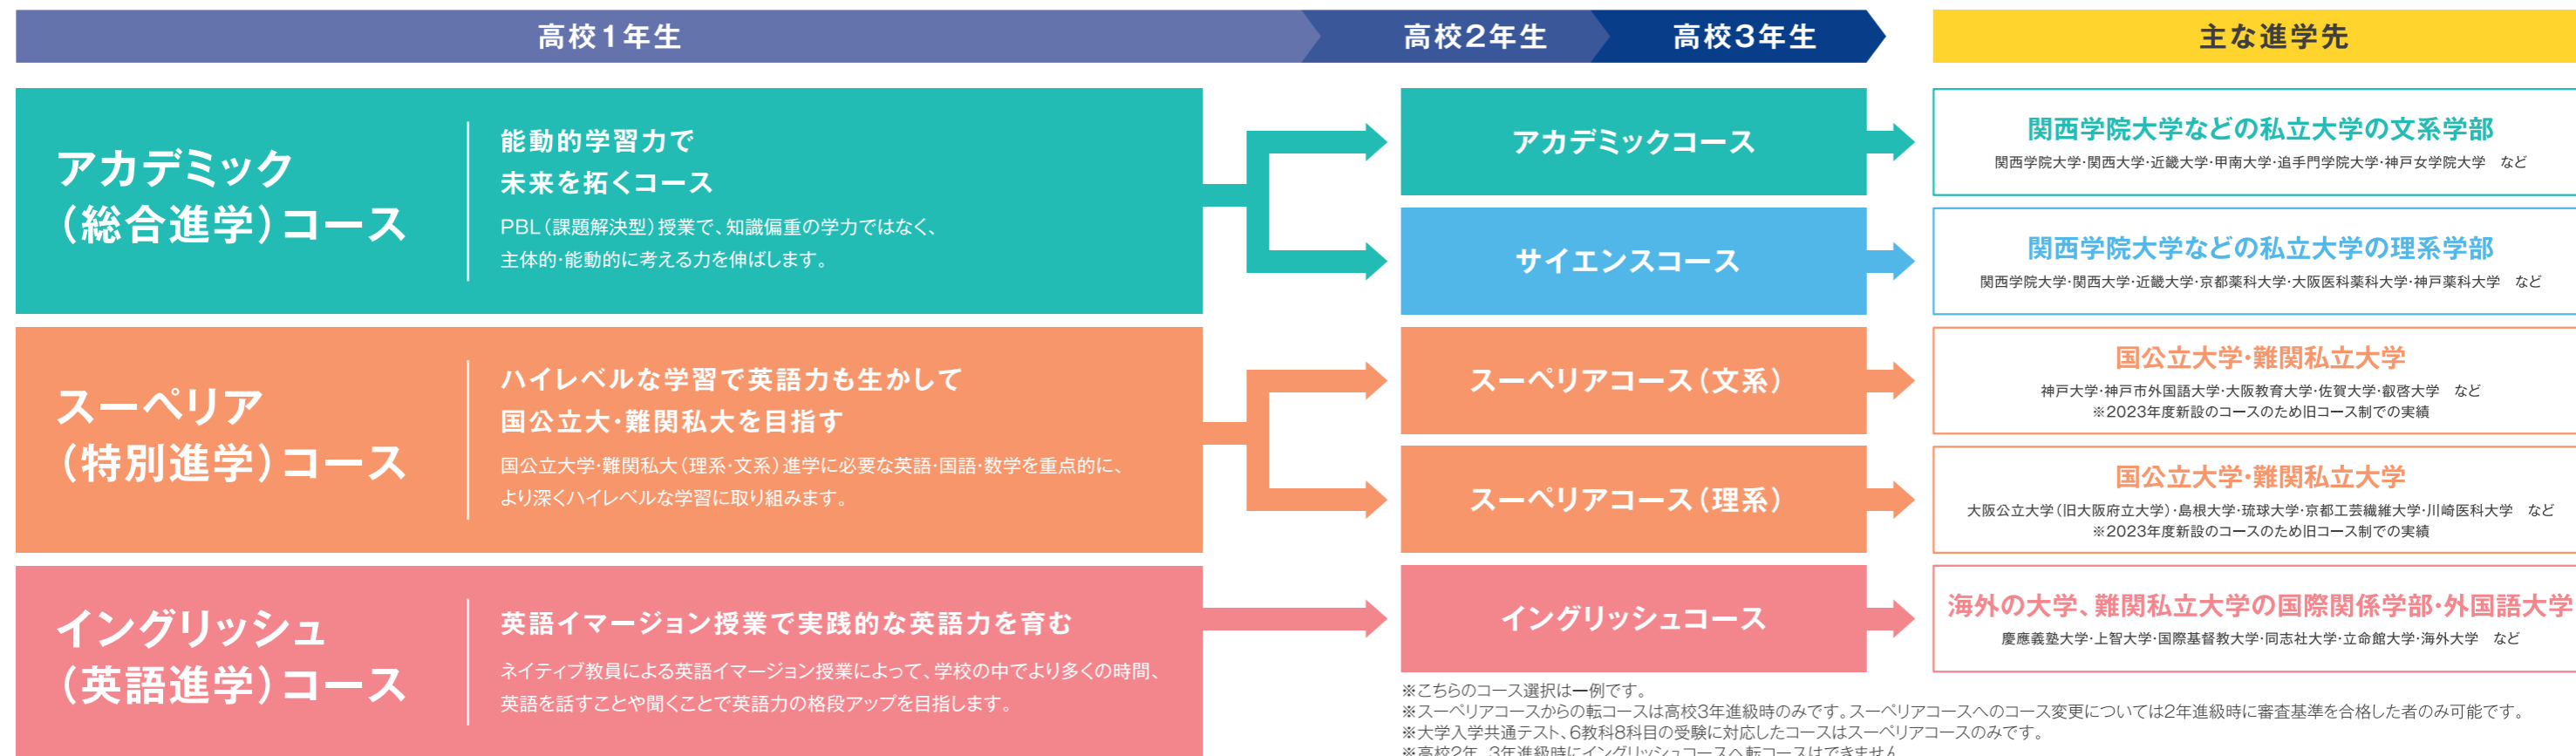 高校1年生
高校2年生
高校3年生
主な進学先
アカデミック
（総合進学）コース
能動的学習力で
未来を拓くコース
PBL（課題解決型）授業で、知識偏重の学力ではなく、
主体的・能動的に考える力を伸ばします。
アカデミックコース
関西学院大学などの私立大学の文系学部
関西学院大学・関西大学・近畿大学・甲南大学・追手門学院大学・神戸女学院大学　など
サイエンスコース
関西学院大学などの私立大学の理系学部
関西学院大学・関西大学・近畿大学・京都薬科大学・大阪医科薬科大学・神戸薬科大学　など
スーペリア
（特別進学）コース
ハイレベルな学習で英語力も生かして
国公立大・難関私大を目指す
国公立大学・難関私大（理系・文系）進学に必要な英語・国語・数学を重点的に、
より深くハイレベルな学習に取り組みます。
スーペリアコース（文系）
国公立大学・難関私立大学
神戸大学・神戸市外国語大学・大阪教育大学・佐賀大学・叡啓大学　など
※2023年度新設のコースのため旧コース制での実績
スーペリアコース（理系）
国公立大学・難関私立大学
大阪公立大学（旧大阪府立大学）・島根大学・琉球大学・京都工芸繊維大学・川崎医科大学　など
※2023年度新設のコースのため旧コース制での実績
イングリッシュ
（英語進学）コース
英語イマージョン授業で実践的な英語力を育む
ネイティブ教員による英語イマージョン授業によって、学校の中でより多くの時間、
英語を話すことや聞くことで英語力の格段アップを目指します。
イングリッシュコース
海外の大学、難関私立大学の国際関係学部・外国語大学
慶應義塾大学・上智大学・国際基督教大学・同志社大学・立命館大学・海外大学　など
※こちらのコース選択は一例です。
※スーペリアコースからの転コースは高校3年進級時のみです。スーペリアコースへのコース変更については2年進級時に審査基準を合格した者のみ可能です。
※大学入学共通テスト、6教科8科目の受験に対応したコースはスーペリアコースのみです。
※高校2年、3年進級時にイングリッシュコースへ転コースはできません